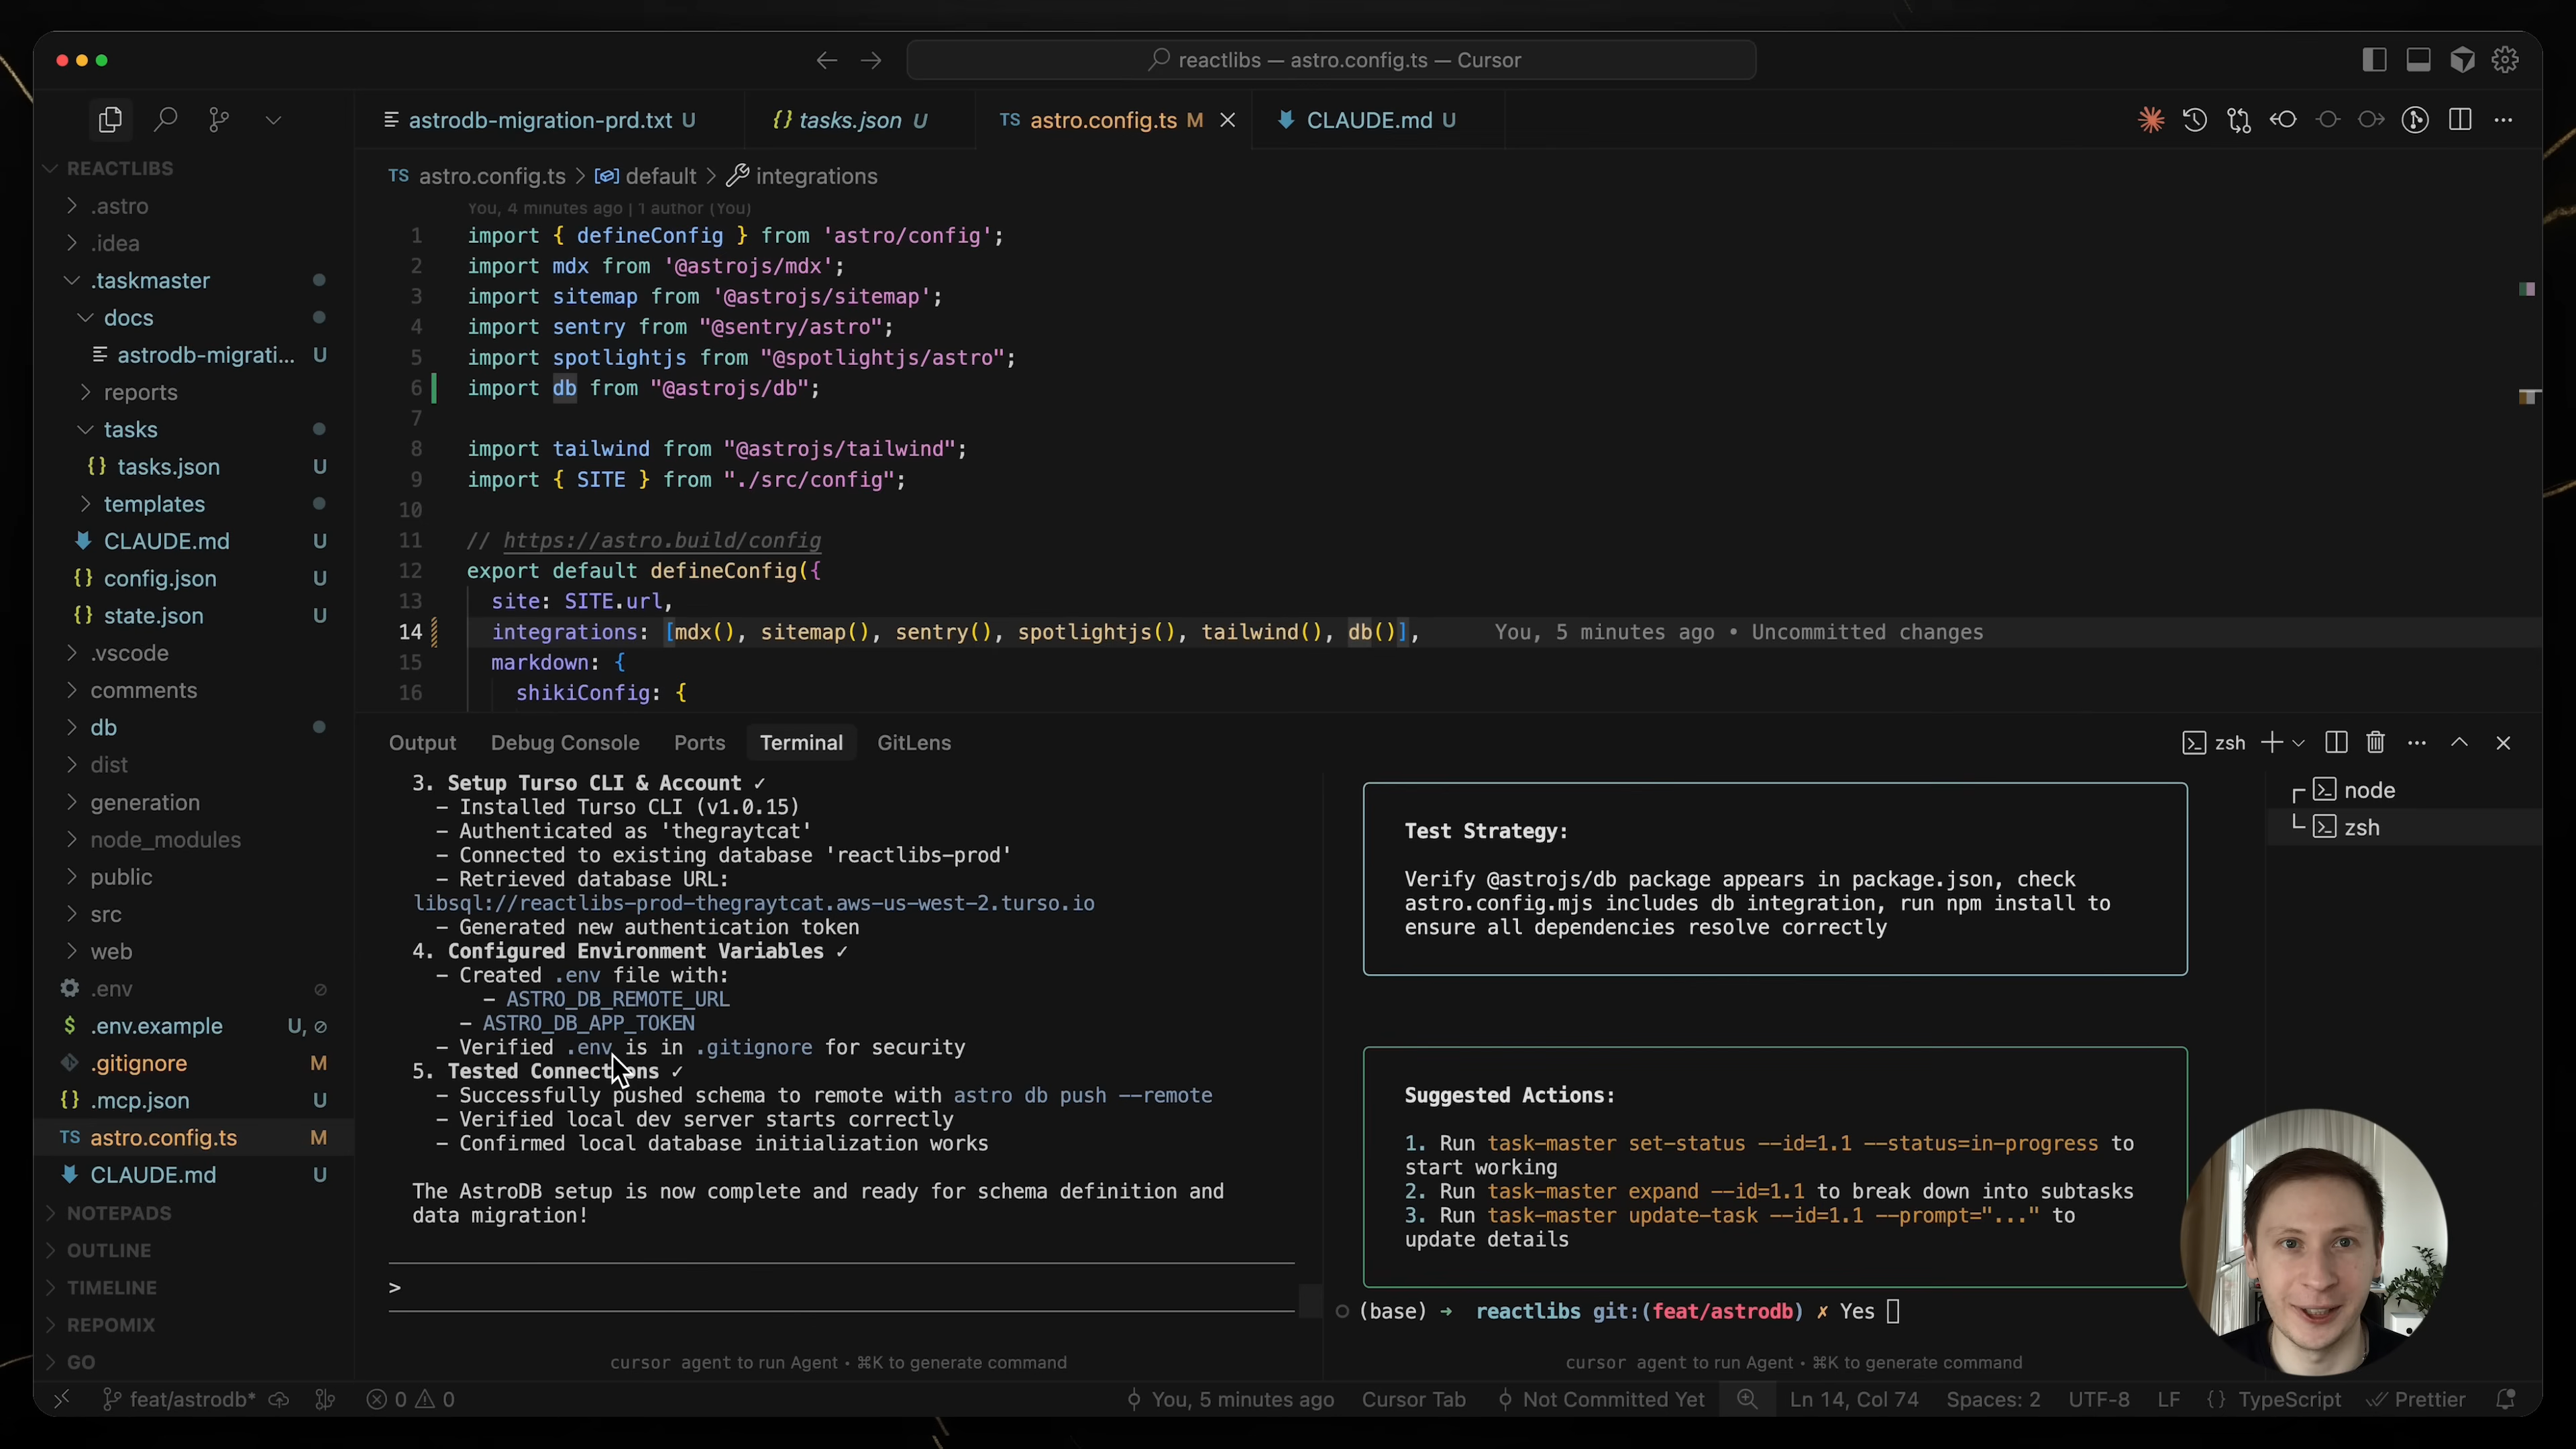 reactlibs — astro.config.ts — Cursor
astrodb-migration-prd.txt U
{} tasks.json U
TS astro.config.ts M
CLAUDE.md U
REACTLIBS
.astro
.idea
.taskmaster
docs
astrodb-migrati... U
reports
tasks
{} tasks.json U
templates
CLAUDE.md U
{} config.json U
{} state.json U
.vscode
comments
db
dist
generation
node_modules
public
src
web
.env
$ .env.example U,
.gitignore M
{} .mcp.json U
TS astro.config.ts M
CLAUDE.md U
NOTEPADS
OUTLINE
TIMELINE
REPOMIX
GO
TS astro.config.ts > default > integrations
You, 4 minutes ago | 1 author (You)
1 import { defineConfig } from 'astro/config';
2 import mdx from '@astrojs/mdx';
3 import sitemap from '@astrojs/sitemap';
4 import sentry from "@sentry/astro";
5 import spotlightjs from "@spotlightjs/astro";
6 import db from "@astrojs/db";
7
8 import tailwind from "@astrojs/tailwind";
9 import { SITE } from "./src/config";
10
11 // https://astro.build/config
12 export default defineConfig({
13 site: SITE.url,
14 integrations: [mdx(), sitemap(), sentry(), spotlightjs(), tailwind(), db()], You, 5 minutes ago • Uncommitted changes
15 markdown: {
16 shikiConfig: {
Output Debug Console Ports Terminal GitLens
zsh
3. Setup Turso CLI & Account ✓
- Installed Turso CLI (v1.0.15)
- Authenticated as 'thegraytcat'
- Connected to existing database 'reactlibs-prod'
- Retrieved database URL:
libsql://reactlibs-prod-thegraytcat.aws-us-west-2.turso.io
- Generated new authentication token
4. Configured Environment Variables ✓
- Created .env file with:
- ASTRO_DB_REMOTE_URL
- ASTRO_DB_APP_TOKEN
- Verified .env is in .gitignore for security
5. Tested Connections ✓
- Successfully pushed schema to remote with astro db push --remote
- Verified local dev server starts correctly
- Confirmed local database initialization works
The AstroDB setup is now complete and ready for schema definition and
data migration!
>
cursor agent to run Agent • ⌘K to generate command
Test Strategy:
Verify @astrojs/db package appears in package.json, check
astro.config.mjs includes db integration, run npm install to
ensure all dependencies resolve correctly
Suggested Actions:
1. Run task-master set-status --id=1.1 --status=in-progress to
start working
2. Run task-master expand --id=1.1 to break down into subtasks
3. Run task-master update-task --id=1.1 --prompt="..." to
update details
(base) → reactlibs git:(feat/astrodb) ✗ Yes
cursor agent to run Agent • ⌘K to generate command
node
zsh
feat/astrodb* 0 0 You, 5 minutes ago Cursor Tab Not Committed Yet Ln 14, Col 74 Spaces: 2 UTF-8 LF {} TypeScript Prettier